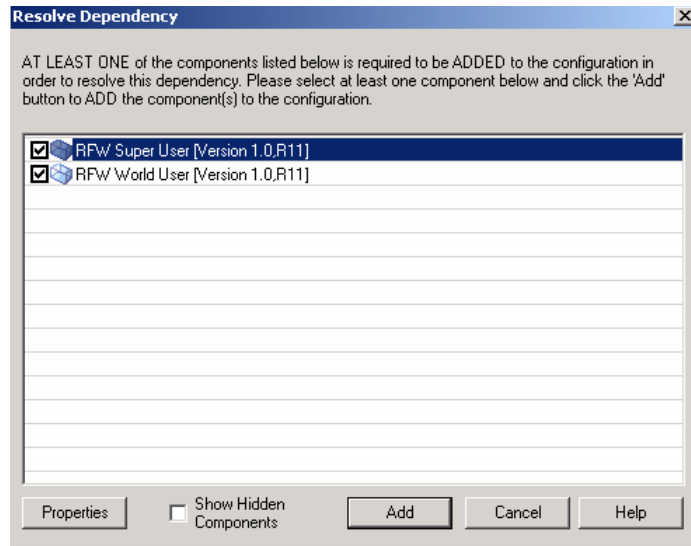 Resolve Dependency
AT LEAST ONE of the components listed below is required to be ADDED to the configuration in
order to resolve this dependency. Please select at least one component below and click the 'Add'
button to ADD the component(s) to the configuration.
RFW Super User [Version 1.0,R11]
RFW World User [Version 1.0,R11]
Properties
Show Hidden
Components
Add
Cancel
Help